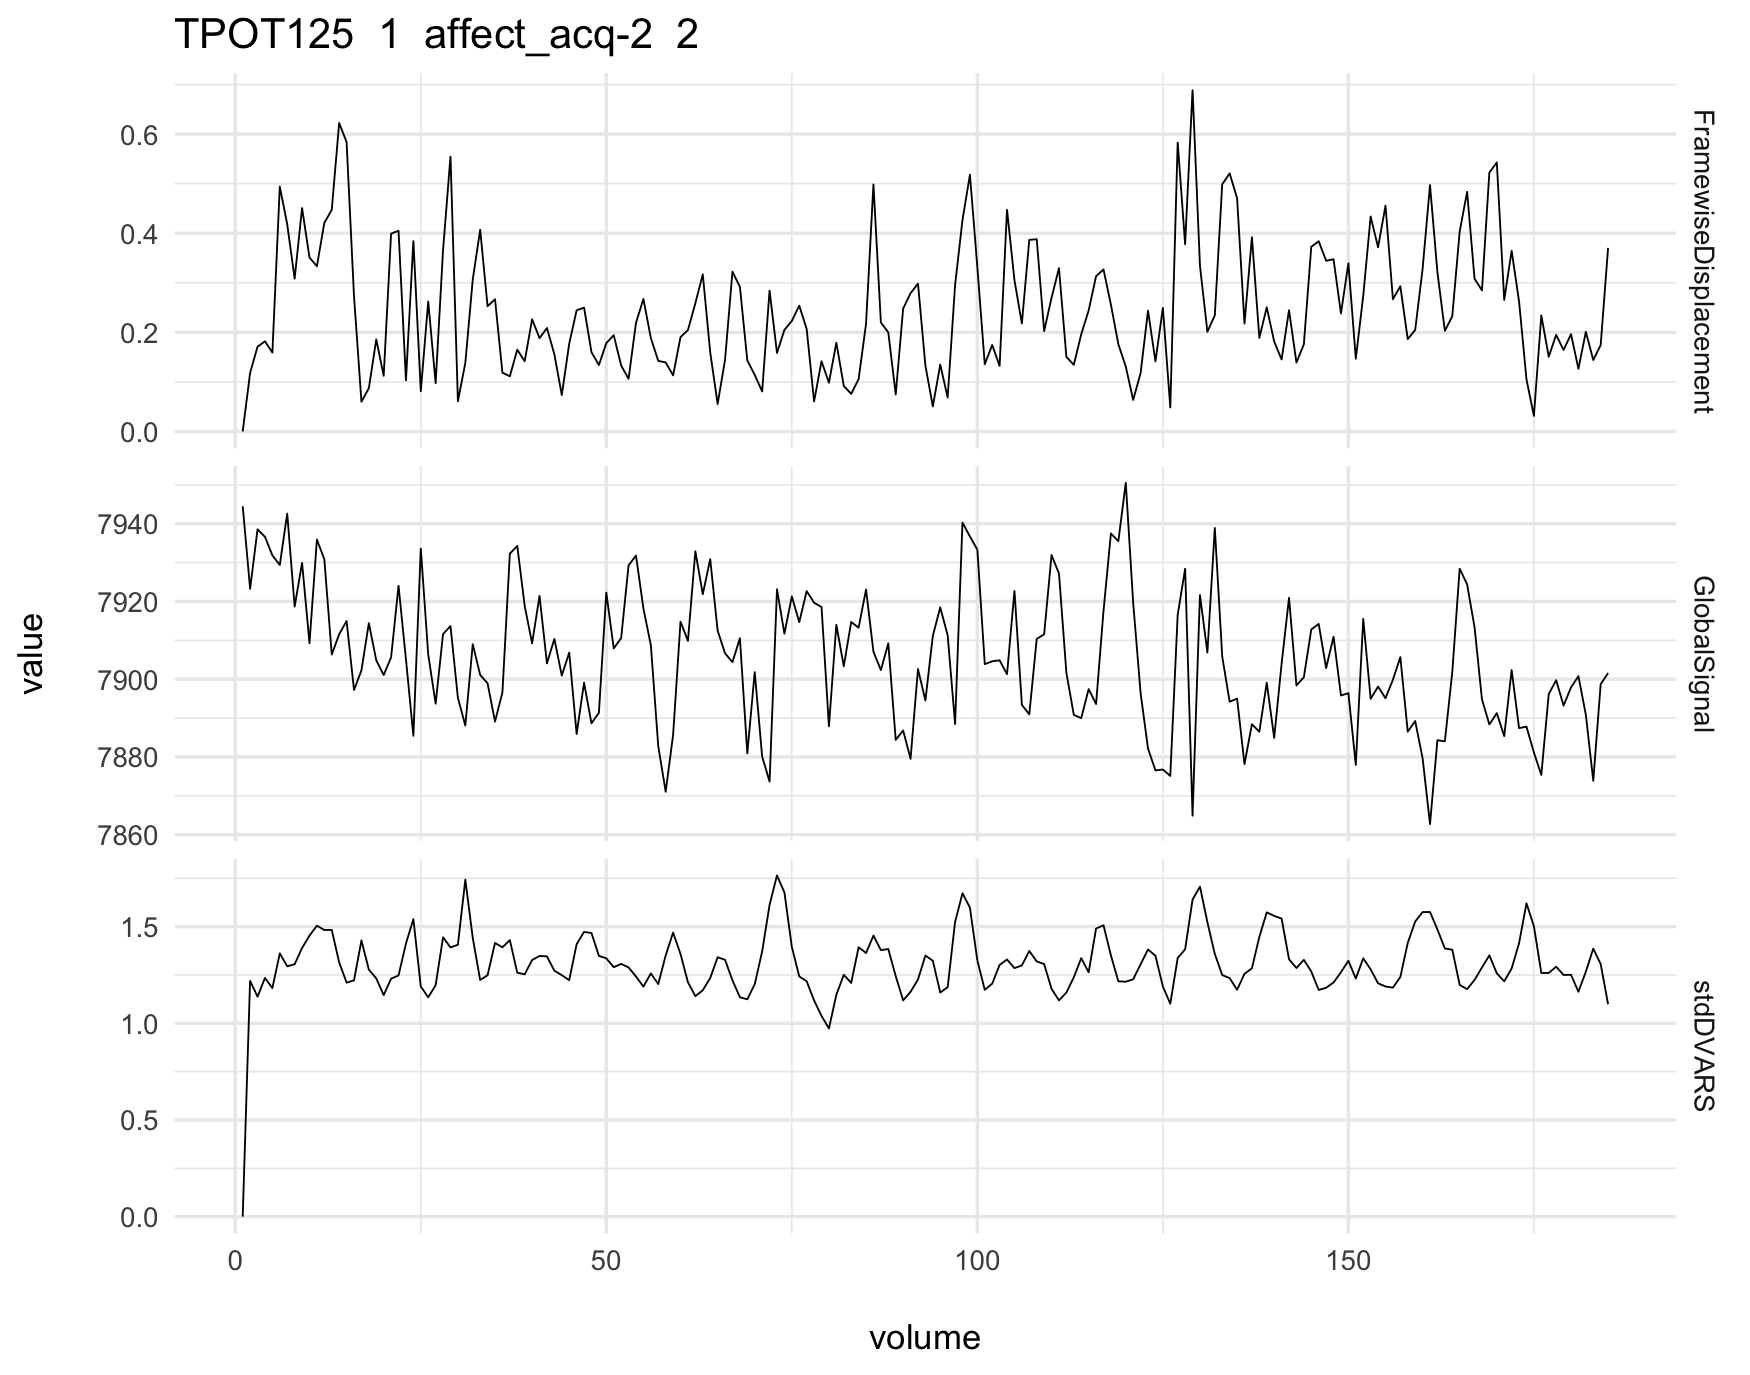 TPOT125 1 affect_acq-2 2
value
0.6
0.4
0.2
0.0
FramewiseDisplacement
7940
7920
7900
7880
7860
GlobalSignal
1.5
1.0
0.5
0.0
stdDVARS
0 50 100 150
volume